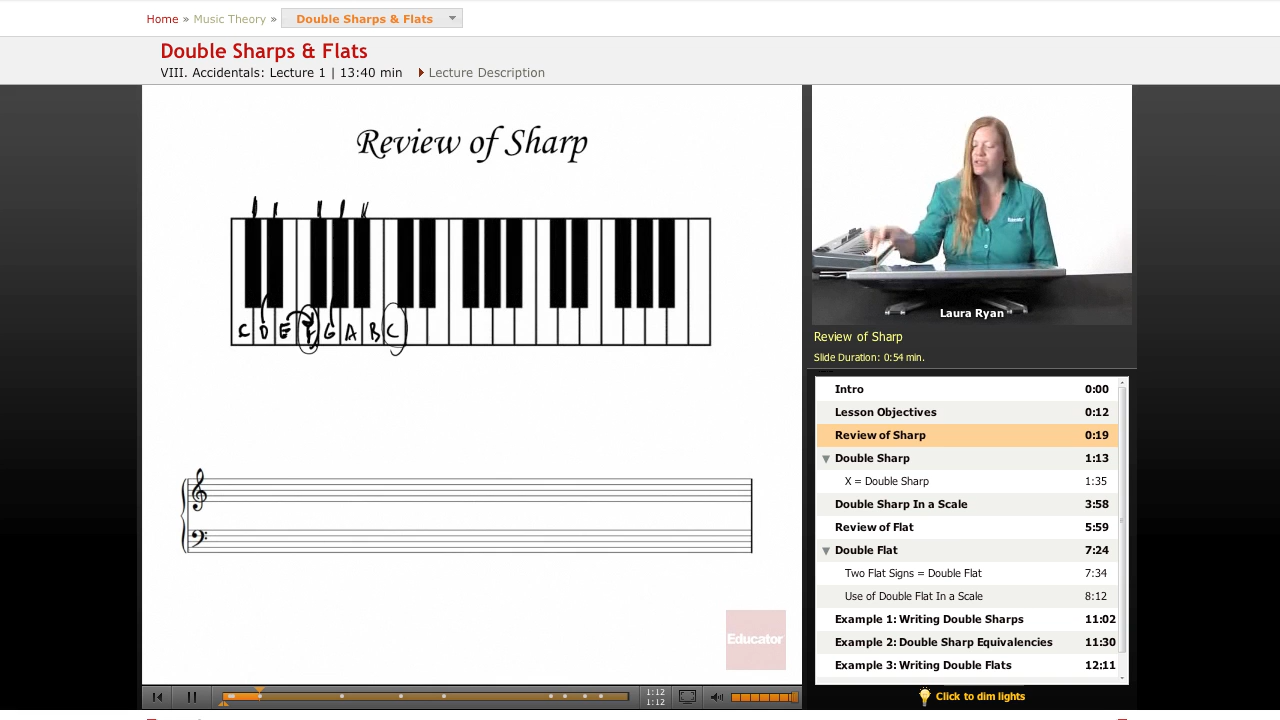 Home » Music Theory » Double Sharps & Flats
Double Sharps & Flats
VIII. Accidentals: Lecture 1 | 13:40 min Lecture Description
Review of Sharp
C D E F G A B C
Educator
Laura Ryan
Review of Sharp
Slide Duration: 0:54 min.
Intro 0:00
Lesson Objectives 0:12
Review of Sharp 0:19
Double Sharp 1:13
X = Double Sharp 1:35
Double Sharp In a Scale 3:58
Review of Flat 5:59
Double Flat 7:24
Two Flat Signs = Double Flat 7:34
Use of Double Flat In a Scale 8:12
Example 1: Writing Double Sharps 11:02
Example 2: Double Sharp Equivalencies 11:30
Example 3: Writing Double Flats 12:11
1:12
1:12
Click to dim lights